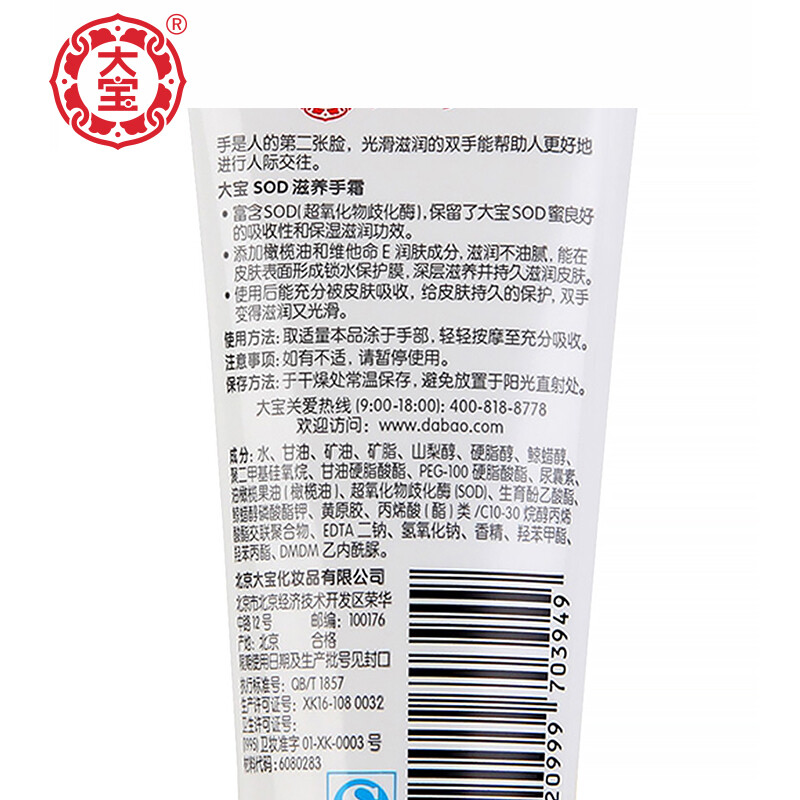 大宝®
手是人的第二张脸，光滑滋润的双手能帮助人更好地
进行人际交往。
大宝 SOD 滋养手霜
• 富含SOD(超氧化物歧化酶)，保留了大宝SOD蜜良好
的吸收性和保湿滋润功效。
• 添加橄榄油和维他命E润肤成分，滋润不油腻，能在
皮肤表面形成锁水保护膜，深层滋养并持久滋润皮肤。
• 使用后能充分被皮肤吸收，给皮肤持久的保护，双手
变得滋润又光滑。
使用方法：取适量本品涂于手部，轻轻按摩至充分吸收。
注意事项：如有不适，请暂停使用。
保存方法：于干燥处常温保存，避免放置于阳光直射处。
大宝关爱热线 (9:00-18:00): 400-818-8778
欢迎访问：www.dabao.com
成分：水、甘油、矿油、矿脂、山梨醇、硬脂醇、鲸蜡醇、
聚二甲基硅氧烷、甘油硬脂酸酯、PEG-100 硬脂酸酯、尿囊素、
油橄榄果油（橄榄油）、超氧化物歧化酶(SOD)、生育酚乙酸酯、
鲸蜡醇磷酸酯钾、黄原胶、丙烯酸（酯）类/C10-30 烷醇丙烯
酸酯交联聚合物、EDTA 二钠、氢氧化钠、香精、羟苯甲酯、
羟苯丙酯、DMDM 乙内酰脲。
北京大宝化妆品有限公司
北京市北京经济技术开发区荣华
中路12号 邮编：100176
产地：北京 合格
限期使用日期及生产批号见封口
执行标准号：QB/T 1857
生产许可证号：XK16-108 0032
卫生许可证号：
(1995) 卫妆准字 01-XK-0003 号
材料代码：6080283
20999 703949